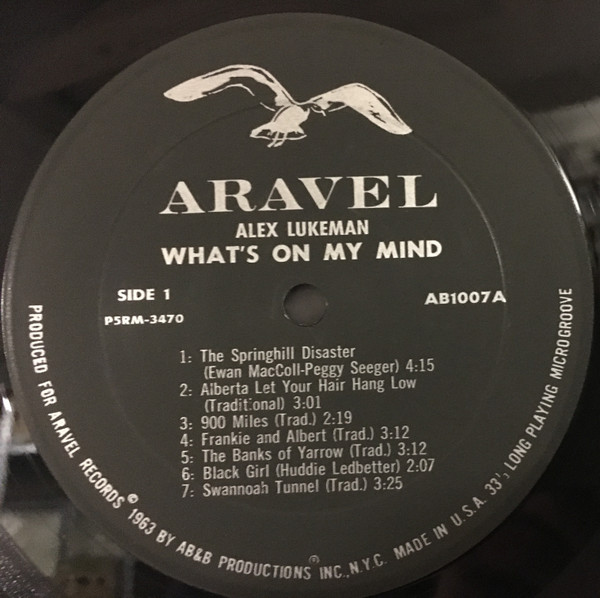 ARAVEL
ALEX LUKEMAN
WHAT'S ON MY MIND
SIDE 1
AB1007A
P5RM-3470
1: The Springhill Disaster
(Ewan MacColl-Peggy Seeger) 4:15
2: Alberta Let Your Hair Hang Low
(Traditional) 3:01
3: 900 Miles (Trad.) 2:19
4: Frankie and Albert (Trad.) 3:12
5: The Banks of Yarrow (Trad.) 3:12
6: Black Girl (Huddie Ledbetter) 2:07
7: Swannoah Tunnel (Trad.) 3:25
PRODUCED FOR ARAVEL RECORDS © 1963 BY AB&B PRODUCTIONS ℗ INC., N.Y.C. MADE IN U.S.A. 33⅓ LONG PLAYING MICROGROOVE